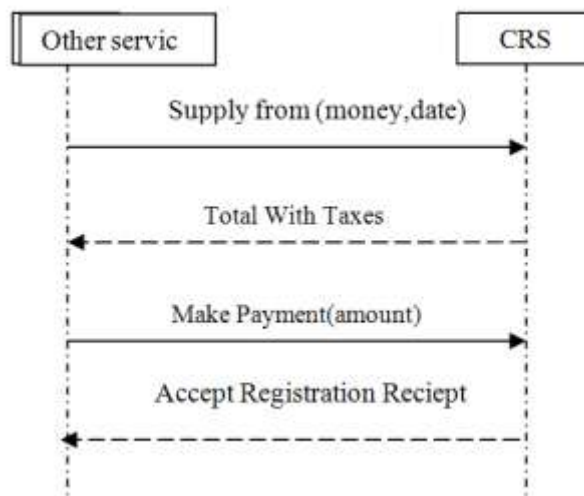 Other servic
CRS
Supply from (money,date)
Total With Taxes
Make Payment(amount)
Accept Registration Reciept